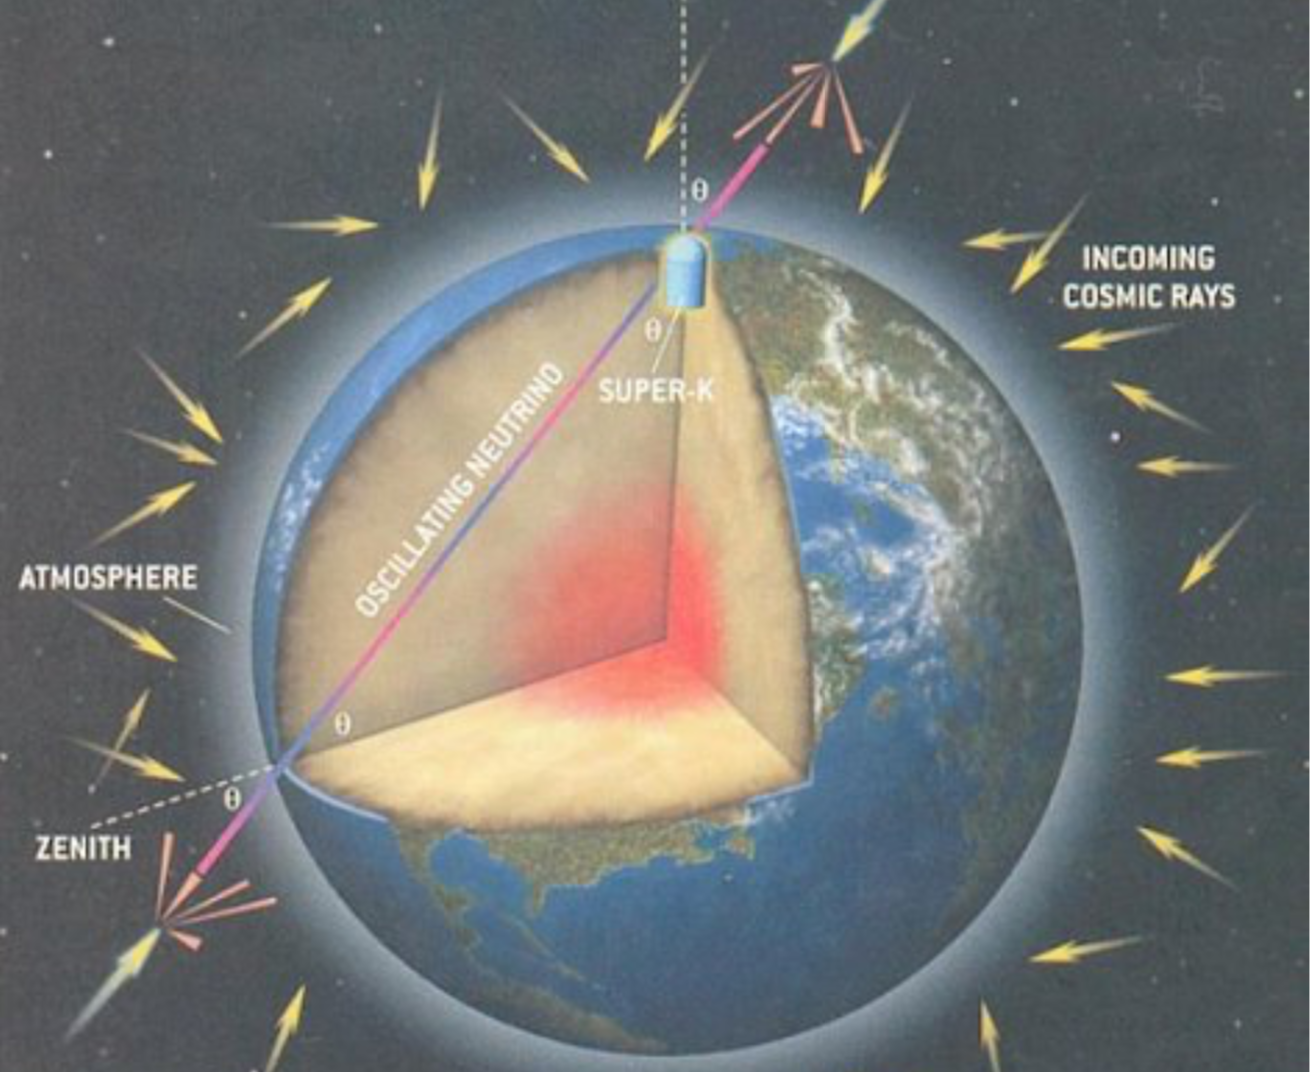 θ
INCOMING
COSMIC RAYS
θ
SUPER-K
OSCILLATING NEUTRINO
ATMOSPHERE
θ
θ
ZENITH